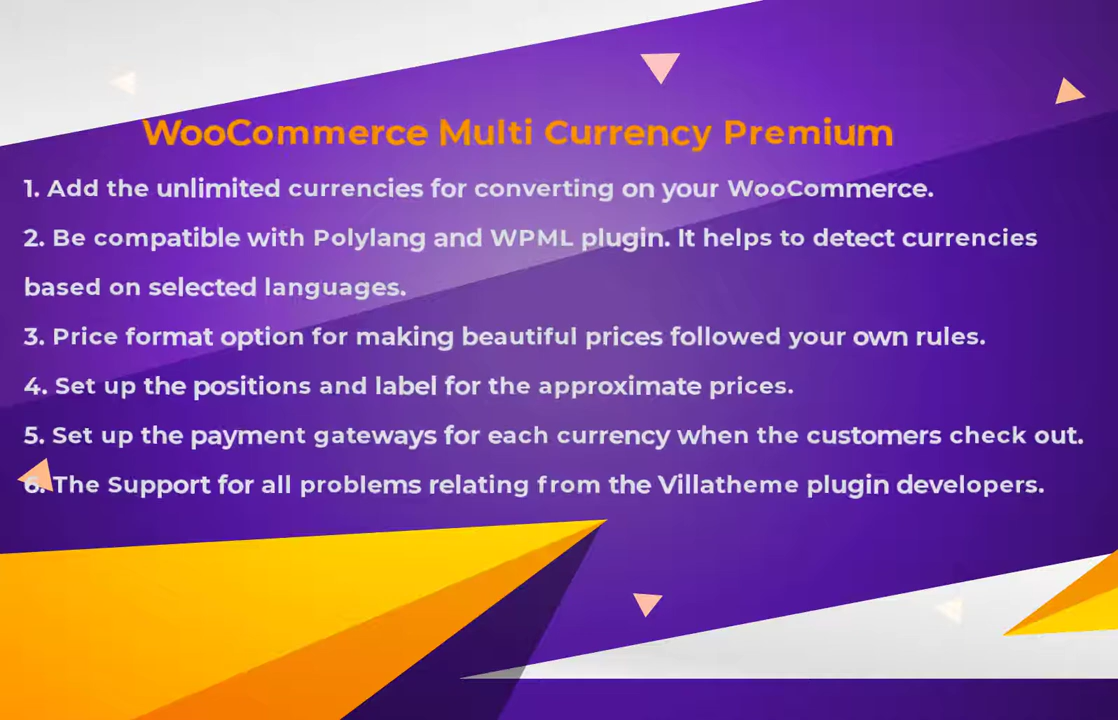 WooCommerce Multi Currency Premium
1. Add the unlimited currencies for converting on your WooCommerce.
2. Be compatible with Polylang and WPML plugin. It helps to detect currencies
based on selected languages.
3. Price format option for making beautiful prices followed your own rules.
4. Set up the positions and label for the approximate prices.
5. Set up the payment gateways for each currency when the customers check out.
6. The Support for all problems relating from the Villatheme plugin developers.